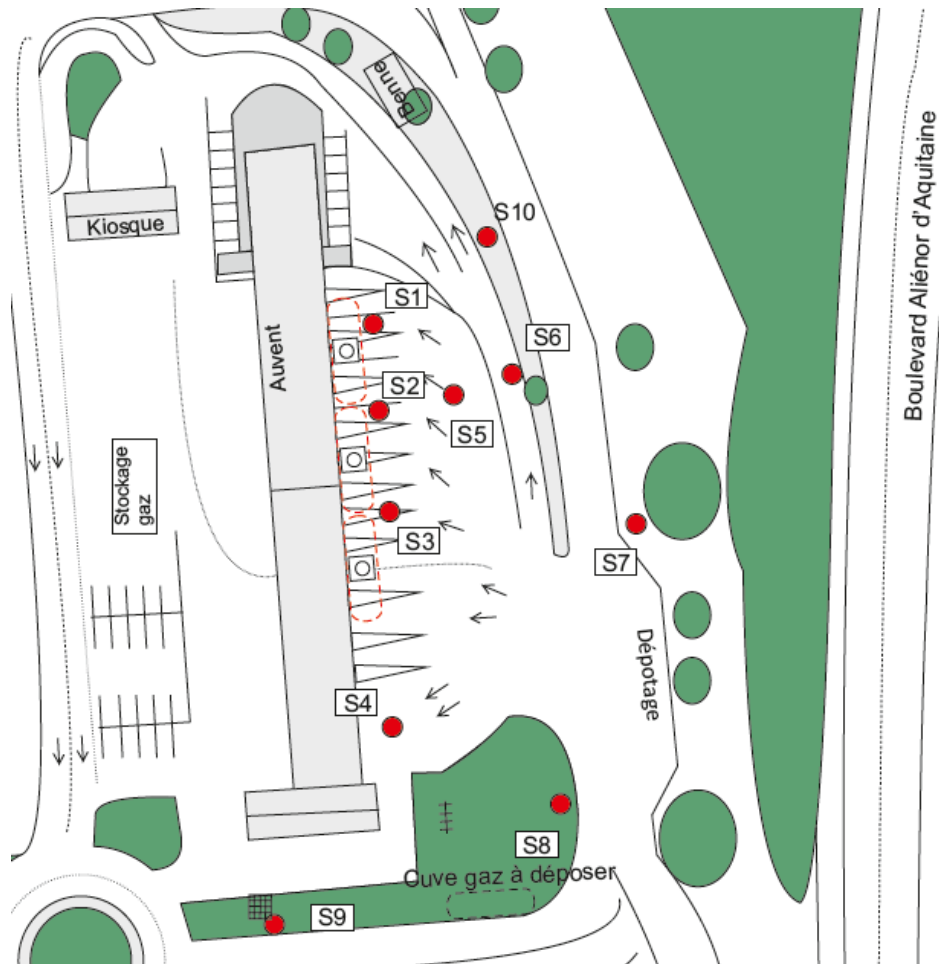 Benne
Boulevard Aliénor d'Aquitaine
S10
Kiosque
S1
Auvent
S6
S2
S5
Stockage
gaz
S3
S7
Dépotage
S4
S8
Cuve gaz à déposer
S9